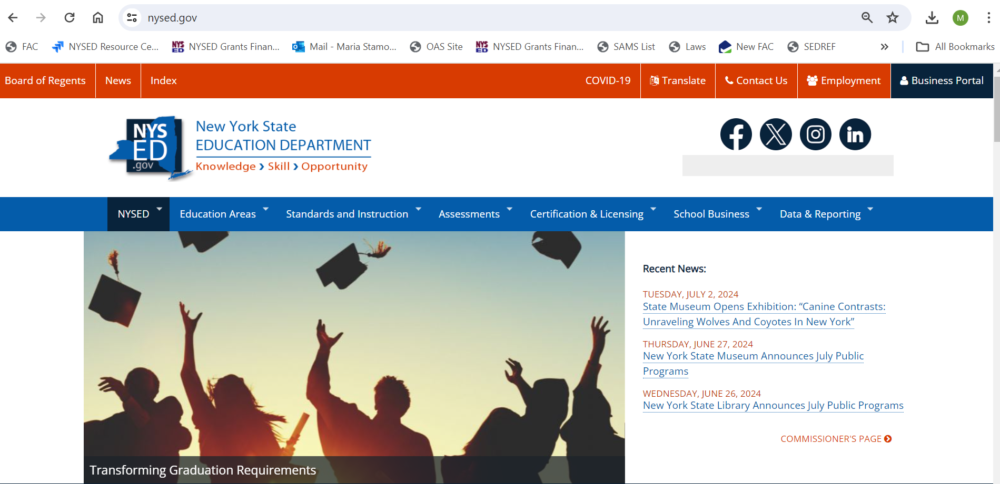 nysed.gov
M
FAC
NYSED Resource Ce...
NYSED Grants Finan...
Mail - Maria Stamo...
OAS Site
NYSED Grants Finan...
SAMS List
Laws
New FAC
SEDREF
All Bookmarks
Board of Regents
News
Index
COVID-19
Translate
Contact Us
Employment
Business Portal
NYS
ED
.gov
New York State
EDUCATION DEPARTMENT
Knowledge › Skill › Opportunity
NYSED
Education Areas
Standards and Instruction
Assessments
Certification & Licensing
School Business
Data & Reporting
Transforming Graduation Requirements
Recent News:
TUESDAY, JULY 2, 2024
State Museum Opens Exhibition: “Canine Contrasts:
Unraveling Wolves And Coyotes In New York”
THURSDAY, JUNE 27, 2024
New York State Museum Announces July Public
Programs
WEDNESDAY, JUNE 26, 2024
New York State Library Announces July Public Programs
COMMISSIONER'S PAGE